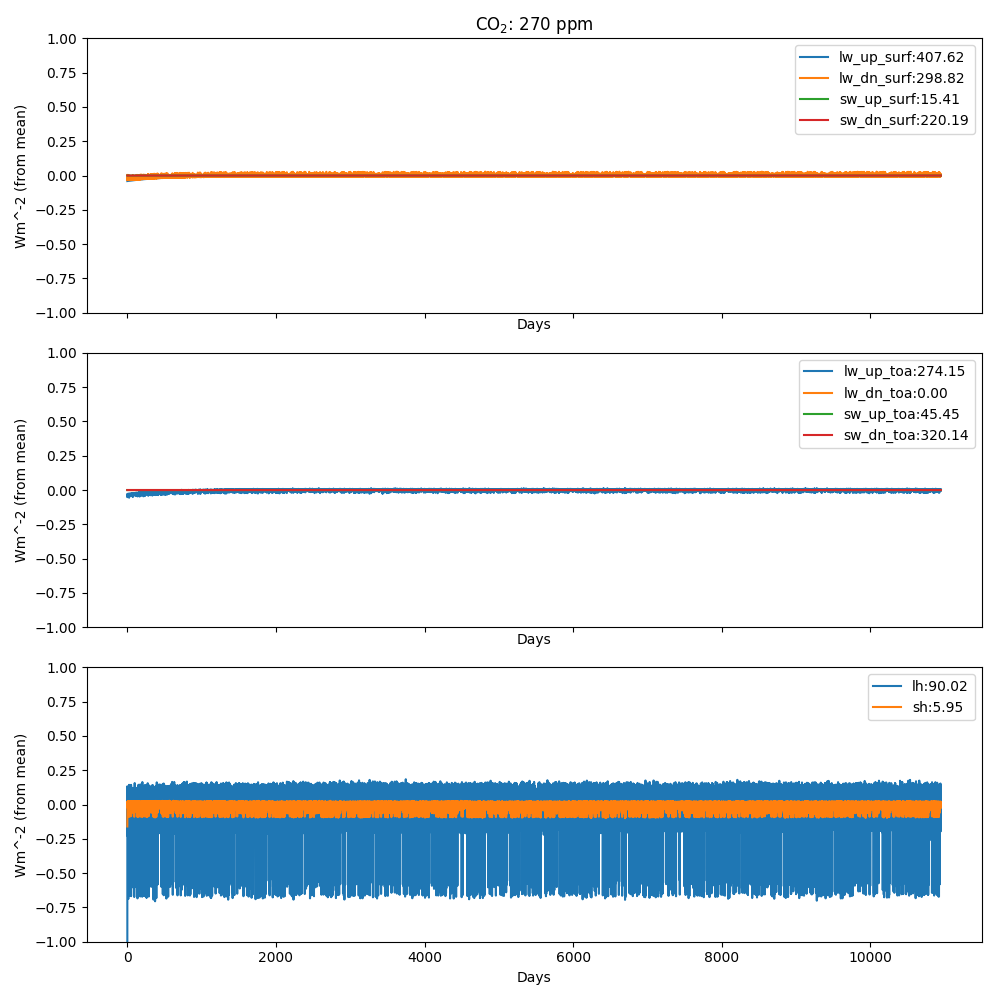 CO₂: 270 ppm
1.00
0.75
0.50
0.25
0.00
−0.25
−0.50
−0.75
−1.00
Wm^-2 (from mean)
lw_up_surf:407.62
lw_dn_surf:298.82
sw_up_surf:15.41
sw_dn_surf:220.19
Days
1.00
0.75
0.50
0.25
0.00
−0.25
−0.50
−0.75
−1.00
Wm^-2 (from mean)
lw_up_toa:274.15
lw_dn_toa:0.00
sw_up_toa:45.45
sw_dn_toa:320.14
Days
1.00
0.75
0.50
0.25
0.00
−0.25
−0.50
−0.75
−1.00
Wm^-2 (from mean)
lh:90.02
sh:5.95
0 2000 4000 6000 8000 10000
Days